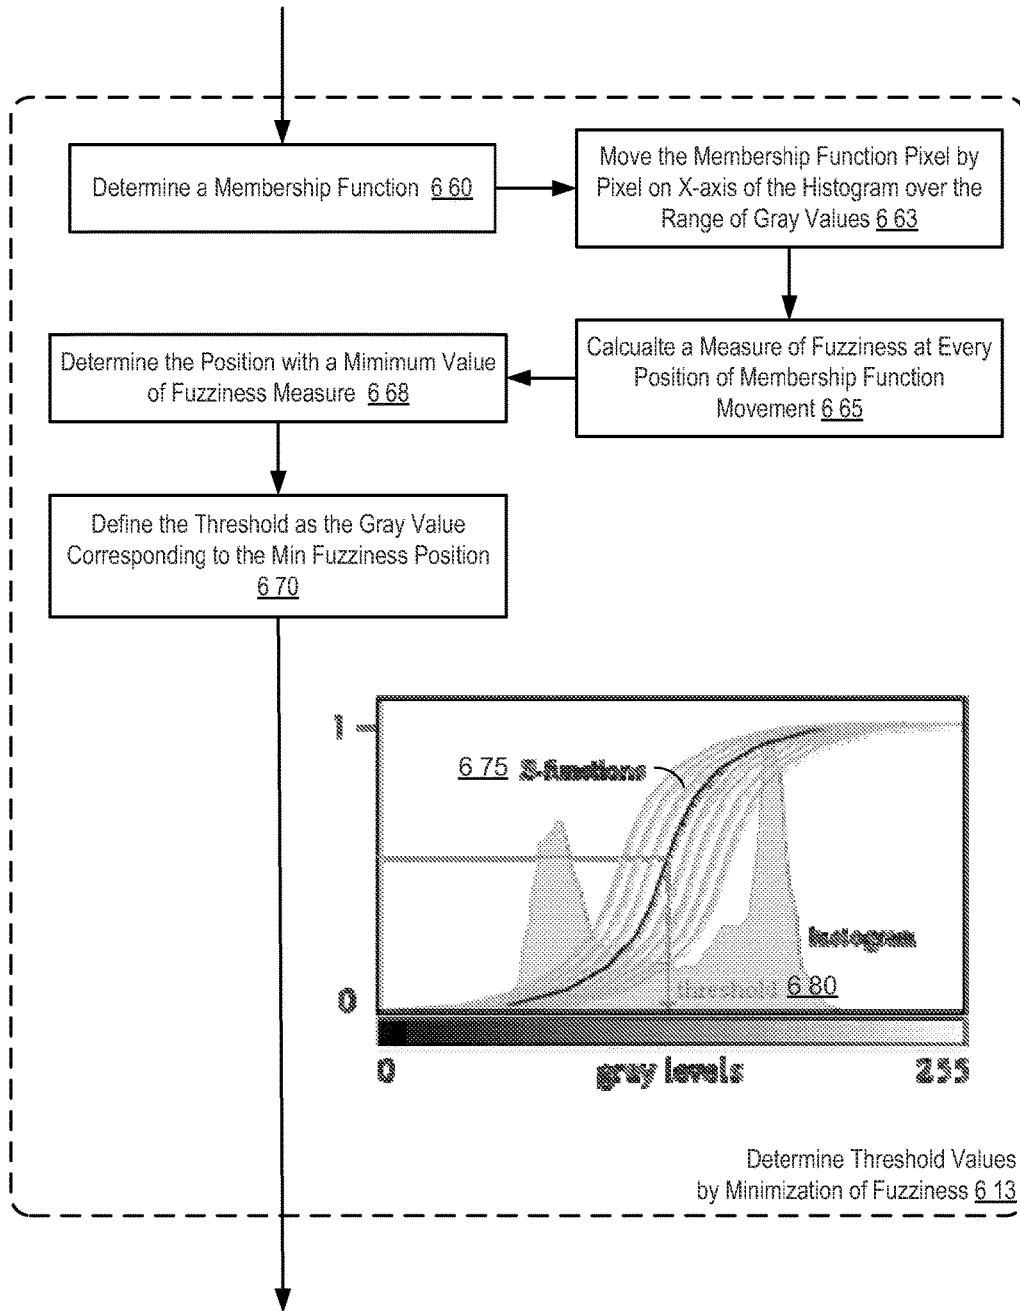 Determine a Membership Function 6 60
Move the Membership Function Pixel by
Pixel on X-axis of the Histogram over the
Range of Gray Values 6 63
Determine the Position with a Mimimum Value
of Fuzziness Measure 6 68
Calcualte a Measure of Fuzziness at Every
Position of Membership Function
Movement 6 65
Define the Threshold as the Gray Value
Corresponding to the Min Fuzziness Position
6 70
1
6 75 S-functions
histogram
threshold 6 80
0
0 gray levels 255
Determine Threshold Values
by Minimization of Fuzziness 6 13